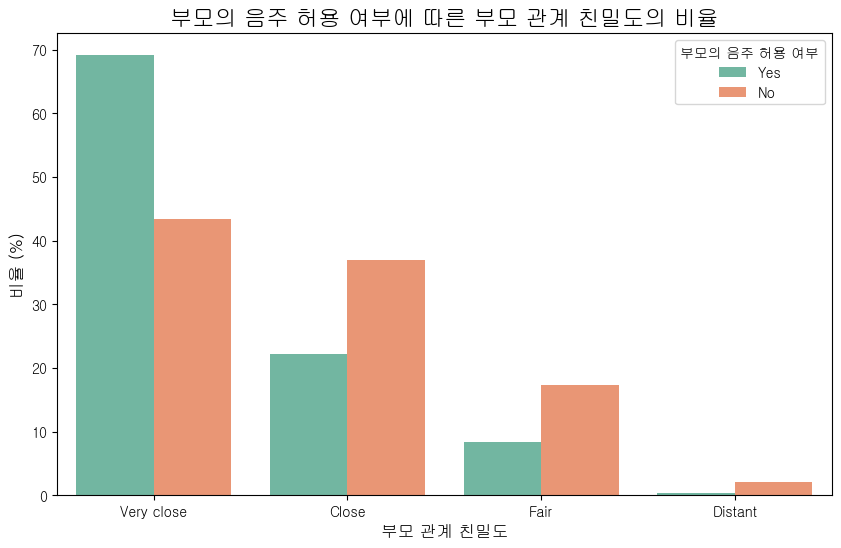 부모의 음주 허용 여부에 따른 부모 관계 친밀도의 비율
부모의 음주 허용 여부
Yes
No
비율 (%)
70
60
50
40
30
20
10
0
Very close
Close
Fair
Distant
부모 관계 친밀도